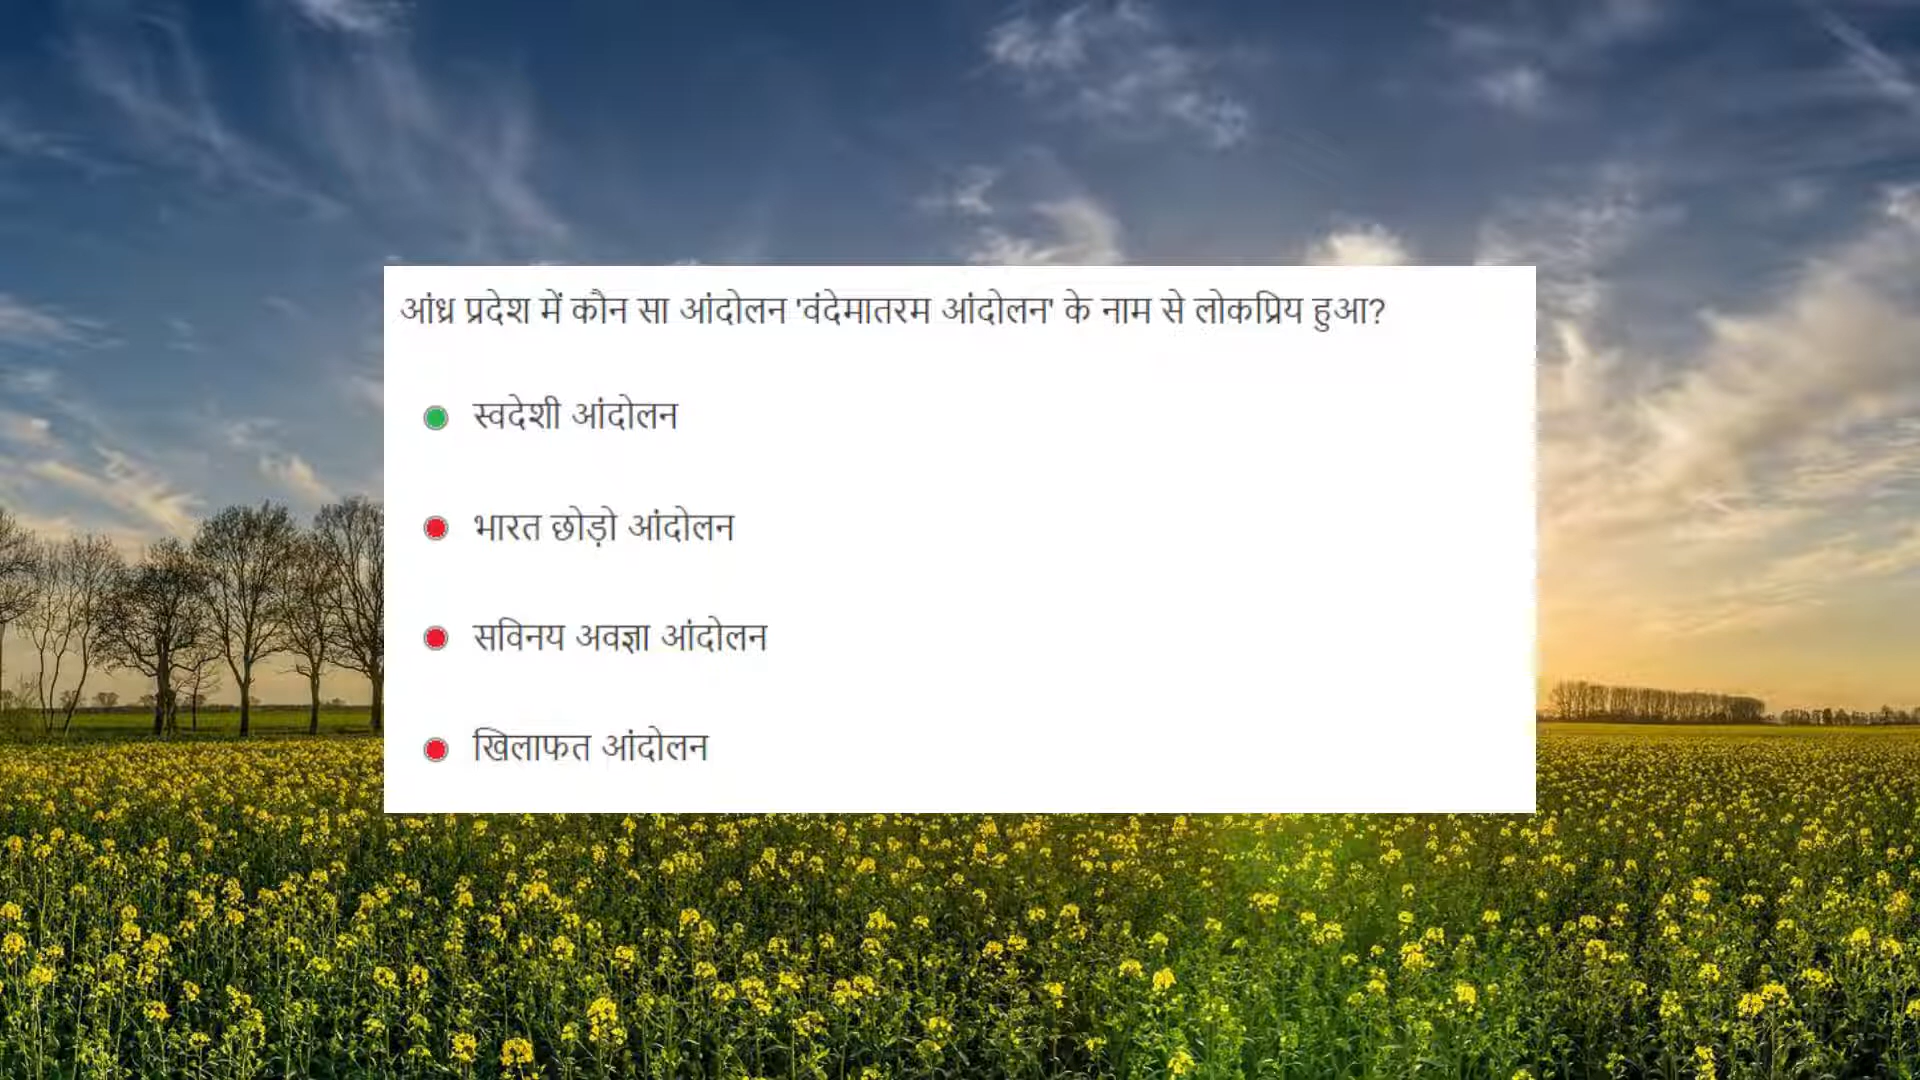 आंध्र प्रदेश में कौन सा आंदोलन 'वंदेमातरम आंदोलन' के नाम से लोकप्रिय हुआ?
स्वदेशी आंदोलन
भारत छोड़ो आंदोलन
सविनय अवज्ञा आंदोलन
खिलाफत आंदोलन